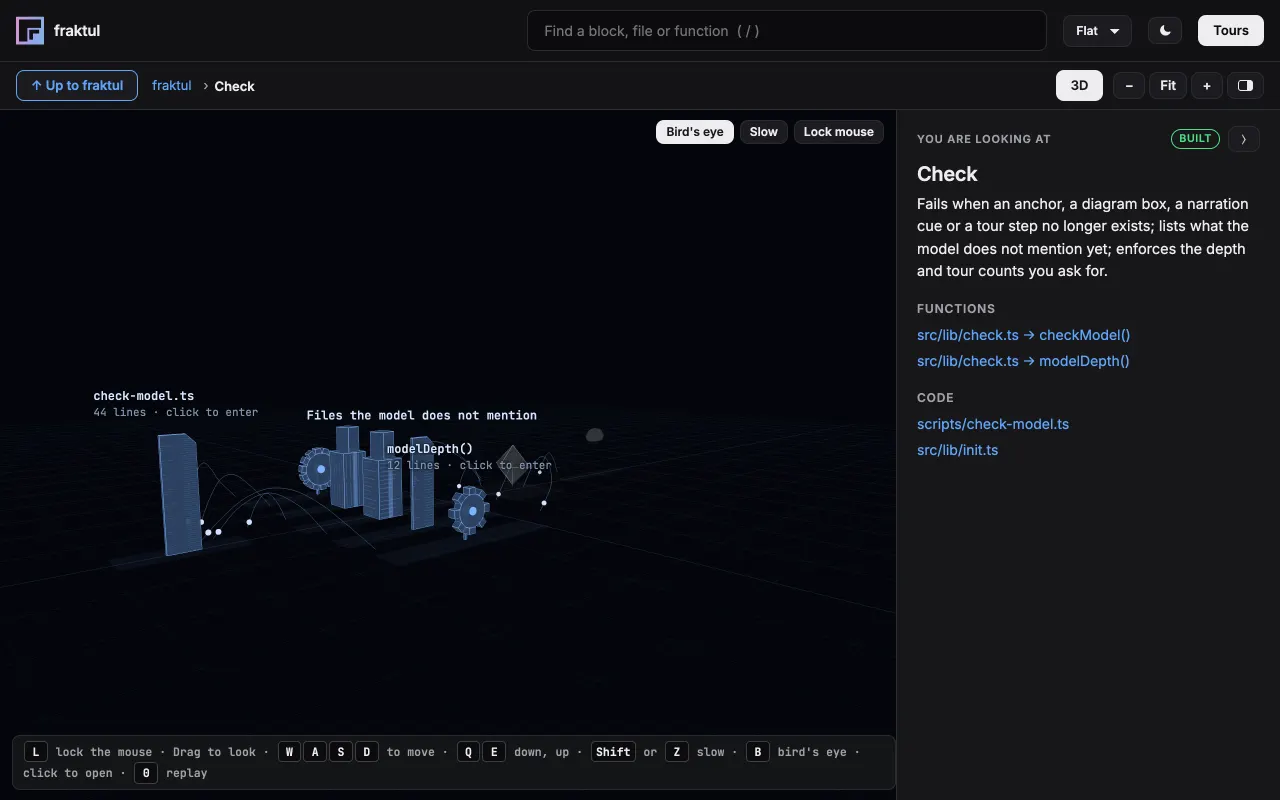 fraktul
Find a block, file or function ( / )
Flat
Tours
↑ Up to fraktul
fraktul › Check
3D
−
Fit
+
Bird's eye
Slow
Lock mouse
check-model.ts
44 lines · click to enter
Files the model does not mention
modelDepth()
12 lines · click to enter
L lock the mouse · Drag to look · W A S D to move · Q E down, up · Shift or Z slow · B bird's eye ·
click to open · 0 replay
YOU ARE LOOKING AT
BUILT
Check
Fails when an anchor, a diagram box, a narration
cue or a tour step no longer exists; lists what the
model does not mention yet; enforces the depth
and tour counts you ask for.
FUNCTIONS
src/lib/check.ts → checkModel()
src/lib/check.ts → modelDepth()
CODE
scripts/check-model.ts
src/lib/init.ts